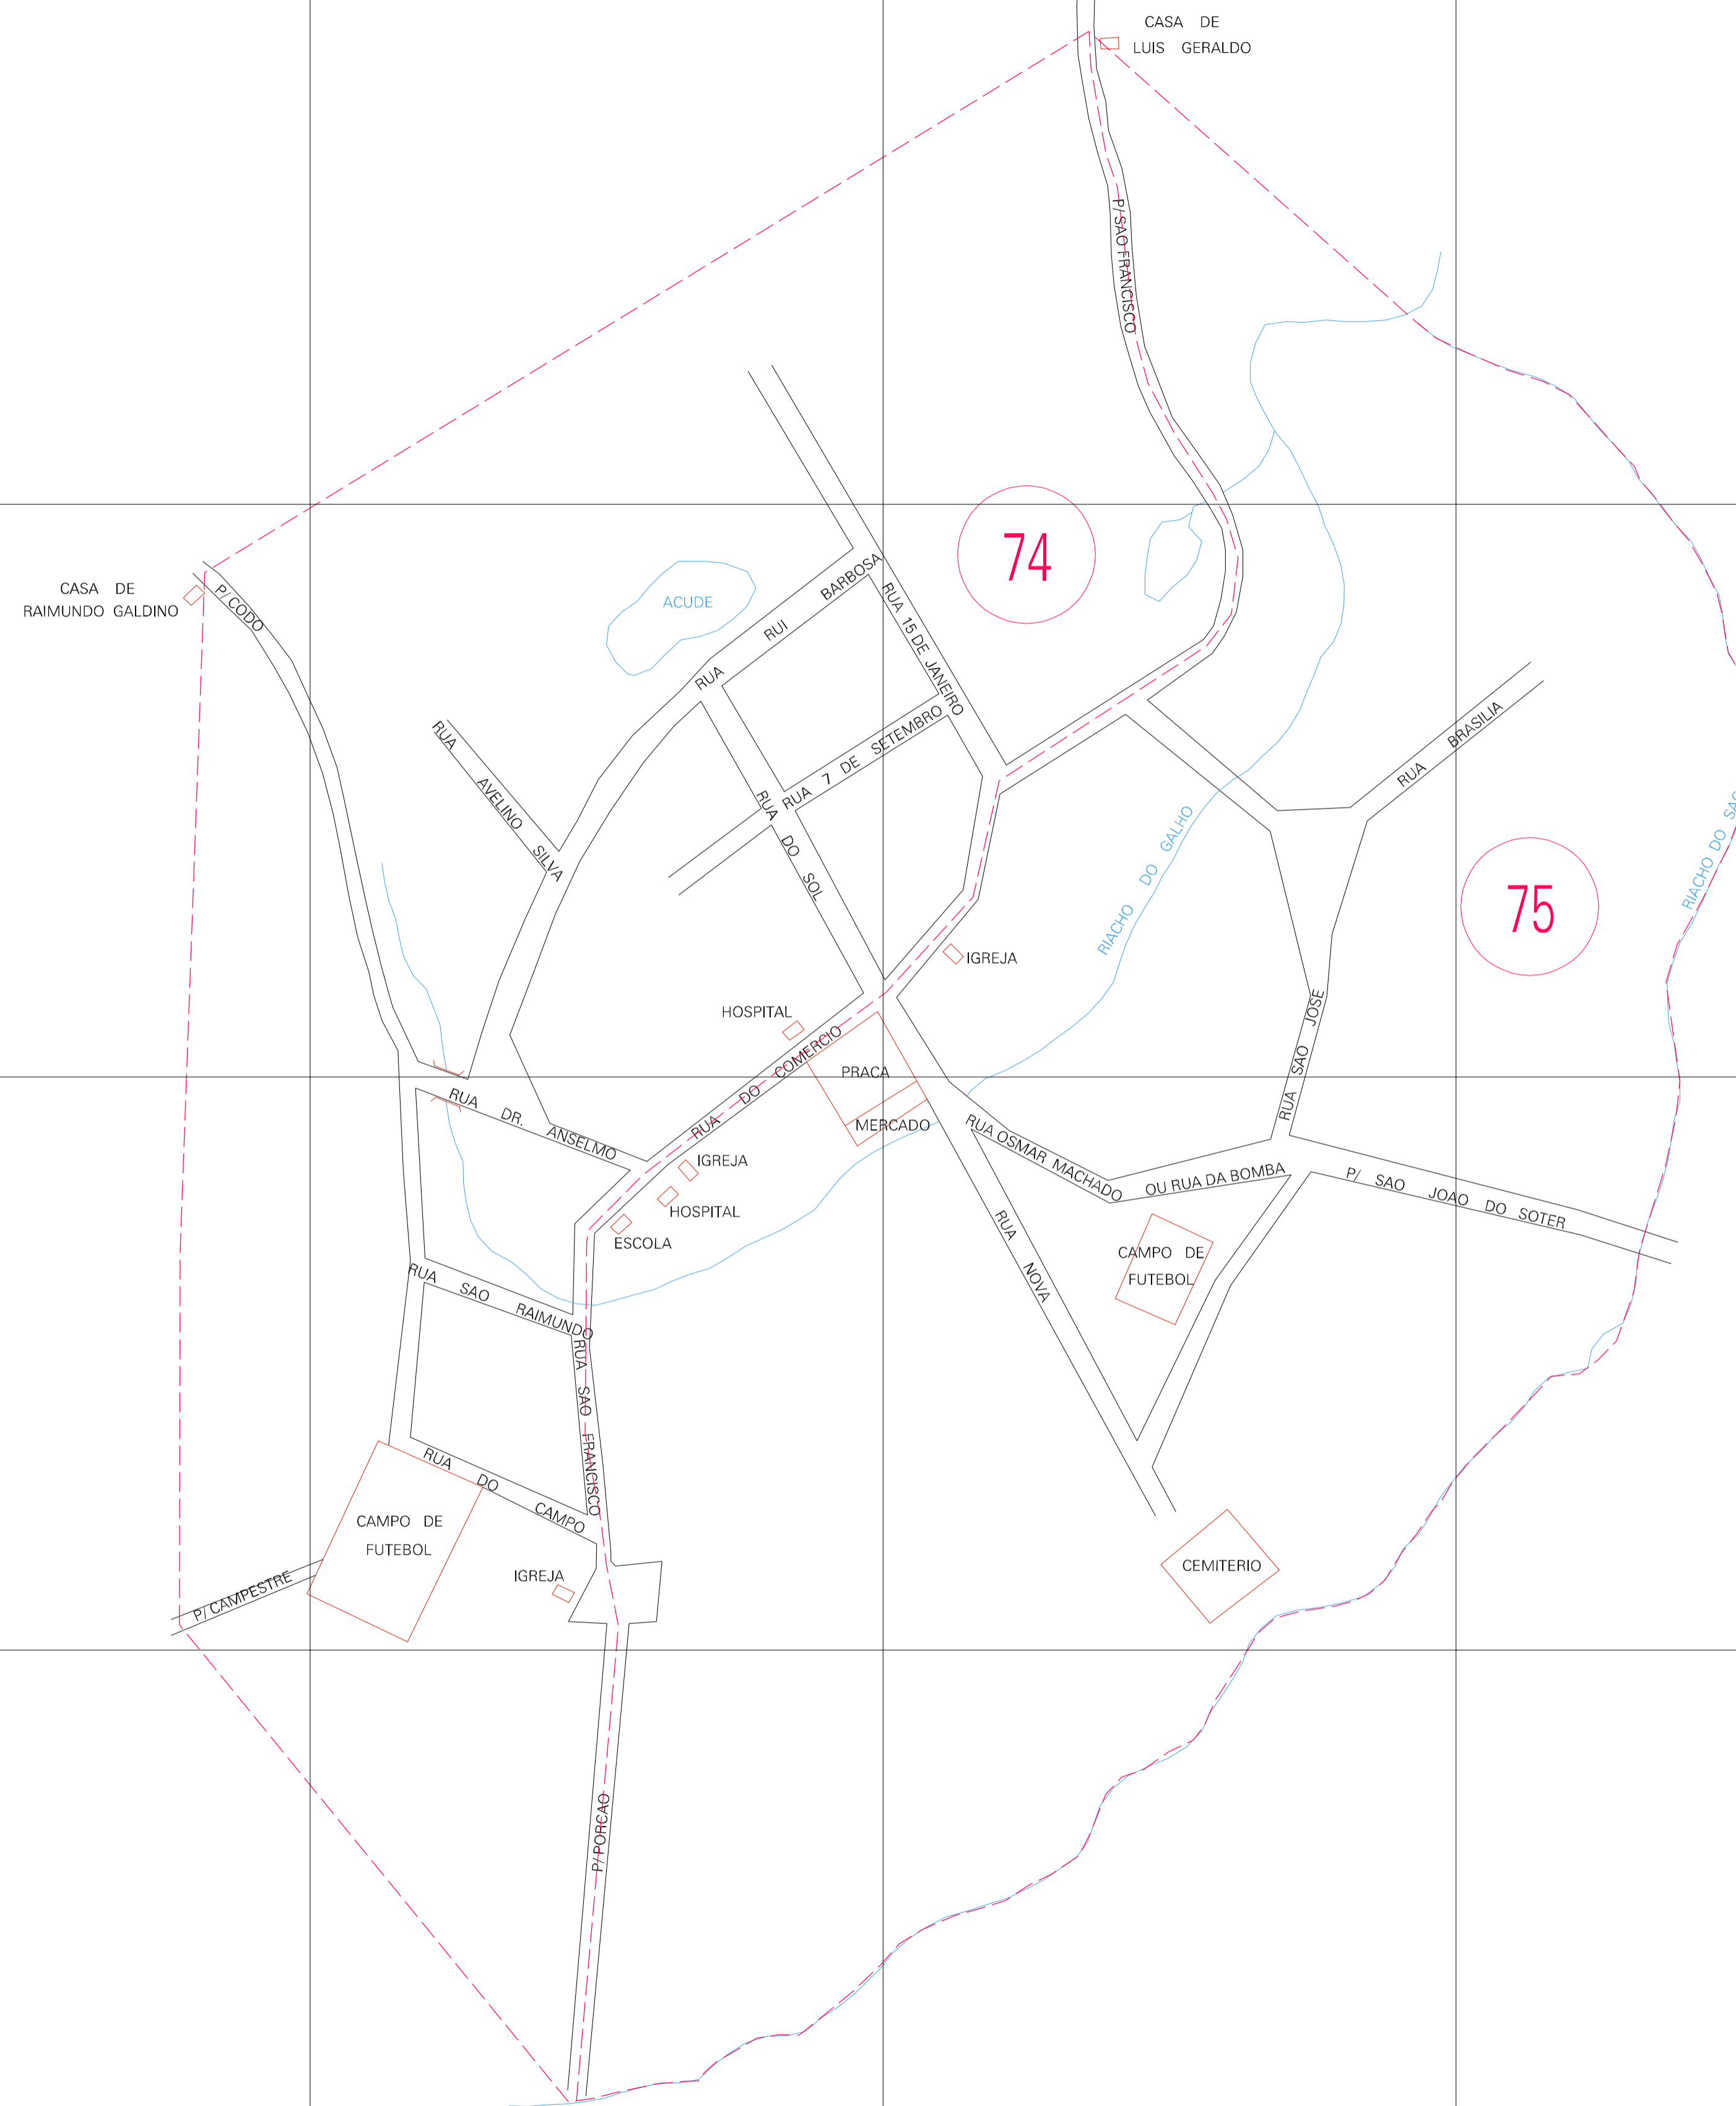 CASA DE
LUIS GERALDO
P/ SAO FRANCISCO
74
CASA DE
RAIMUNDO GALDINO
P/ CODO
ACUDE
RUA RUI BARBOSA
RUA 15 DE JANEIRO
RUA 7 DE SETEMBRO
RUA AVELINO SILVA
RUA DO SOL
RUA BRASILIA
RIACHO DO GALHO
75
RIACHO DO
IGREJA
HOSPITAL
RUA DO COMERCIO
PRACA
MERCADO
RUA SAO JOSE
RUA DR. ANSELMO
IGREJA
HOSPITAL
ESCOLA
RUA OSMAR MACHADO OU RUA DA BOMBA
P/ SAO JOAO DO SOTER
RUA NOVA
CAMPO DE
FUTEBOL
RUA SAO RAIMUNDO
RUA SAO FRANCISCO
RUA DO CAMPO
CAMPO DE
FUTEBOL
IGREJA
P/ CAMPESTRE
CEMITERIO
P/ PORCAO